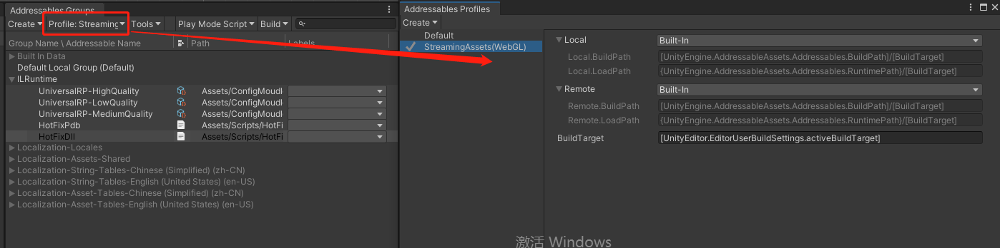 Addressables Groups
Create Profile: Streaming Tools Play Mode Script Build
Group Name \ Addressable Name Path Labels
Built In Data
Default Local Group (Default)
ILRuntime
UniversalRP-HighQuality Assets/ConfigMoudl
UniversalRP-LowQuality Assets/ConfigMoudl
UniversalRP-MediumQuality Assets/ConfigMoudl
HotFixPdb Assets/Scripts/HotFi
HotFixDll Assets/Scripts/HotFi
Localization-Locales
Localization-Assets-Shared
Localization-String-Tables-Chinese (Simplified) (zh-CN)
Localization-String-Tables-English (United States) (en-US)
Localization-Asset-Tables-Chinese (Simplified) (zh-CN)
Localization-Asset-Tables-English (United States) (en-US)
Addressables Profiles
Create
Default
StreamingAssets(WebGL)
Local Built-In
Local.BuildPath [UnityEngine.AddressableAssets.Addressables.BuildPath]/[BuildTarget]
Local.LoadPath {UnityEngine.AddressableAssets.Addressables.RuntimePath}/[BuildTarget]
Remote Built-In
Remote.BuildPath [UnityEngine.AddressableAssets.Addressables.BuildPath]/[BuildTarget]
Remote.LoadPath {UnityEngine.AddressableAssets.Addressables.RuntimePath}/[BuildTarget]
BuildTarget [UnityEditor.EditorUserBuildSettings.activeBuildTarget]
激活 Windows